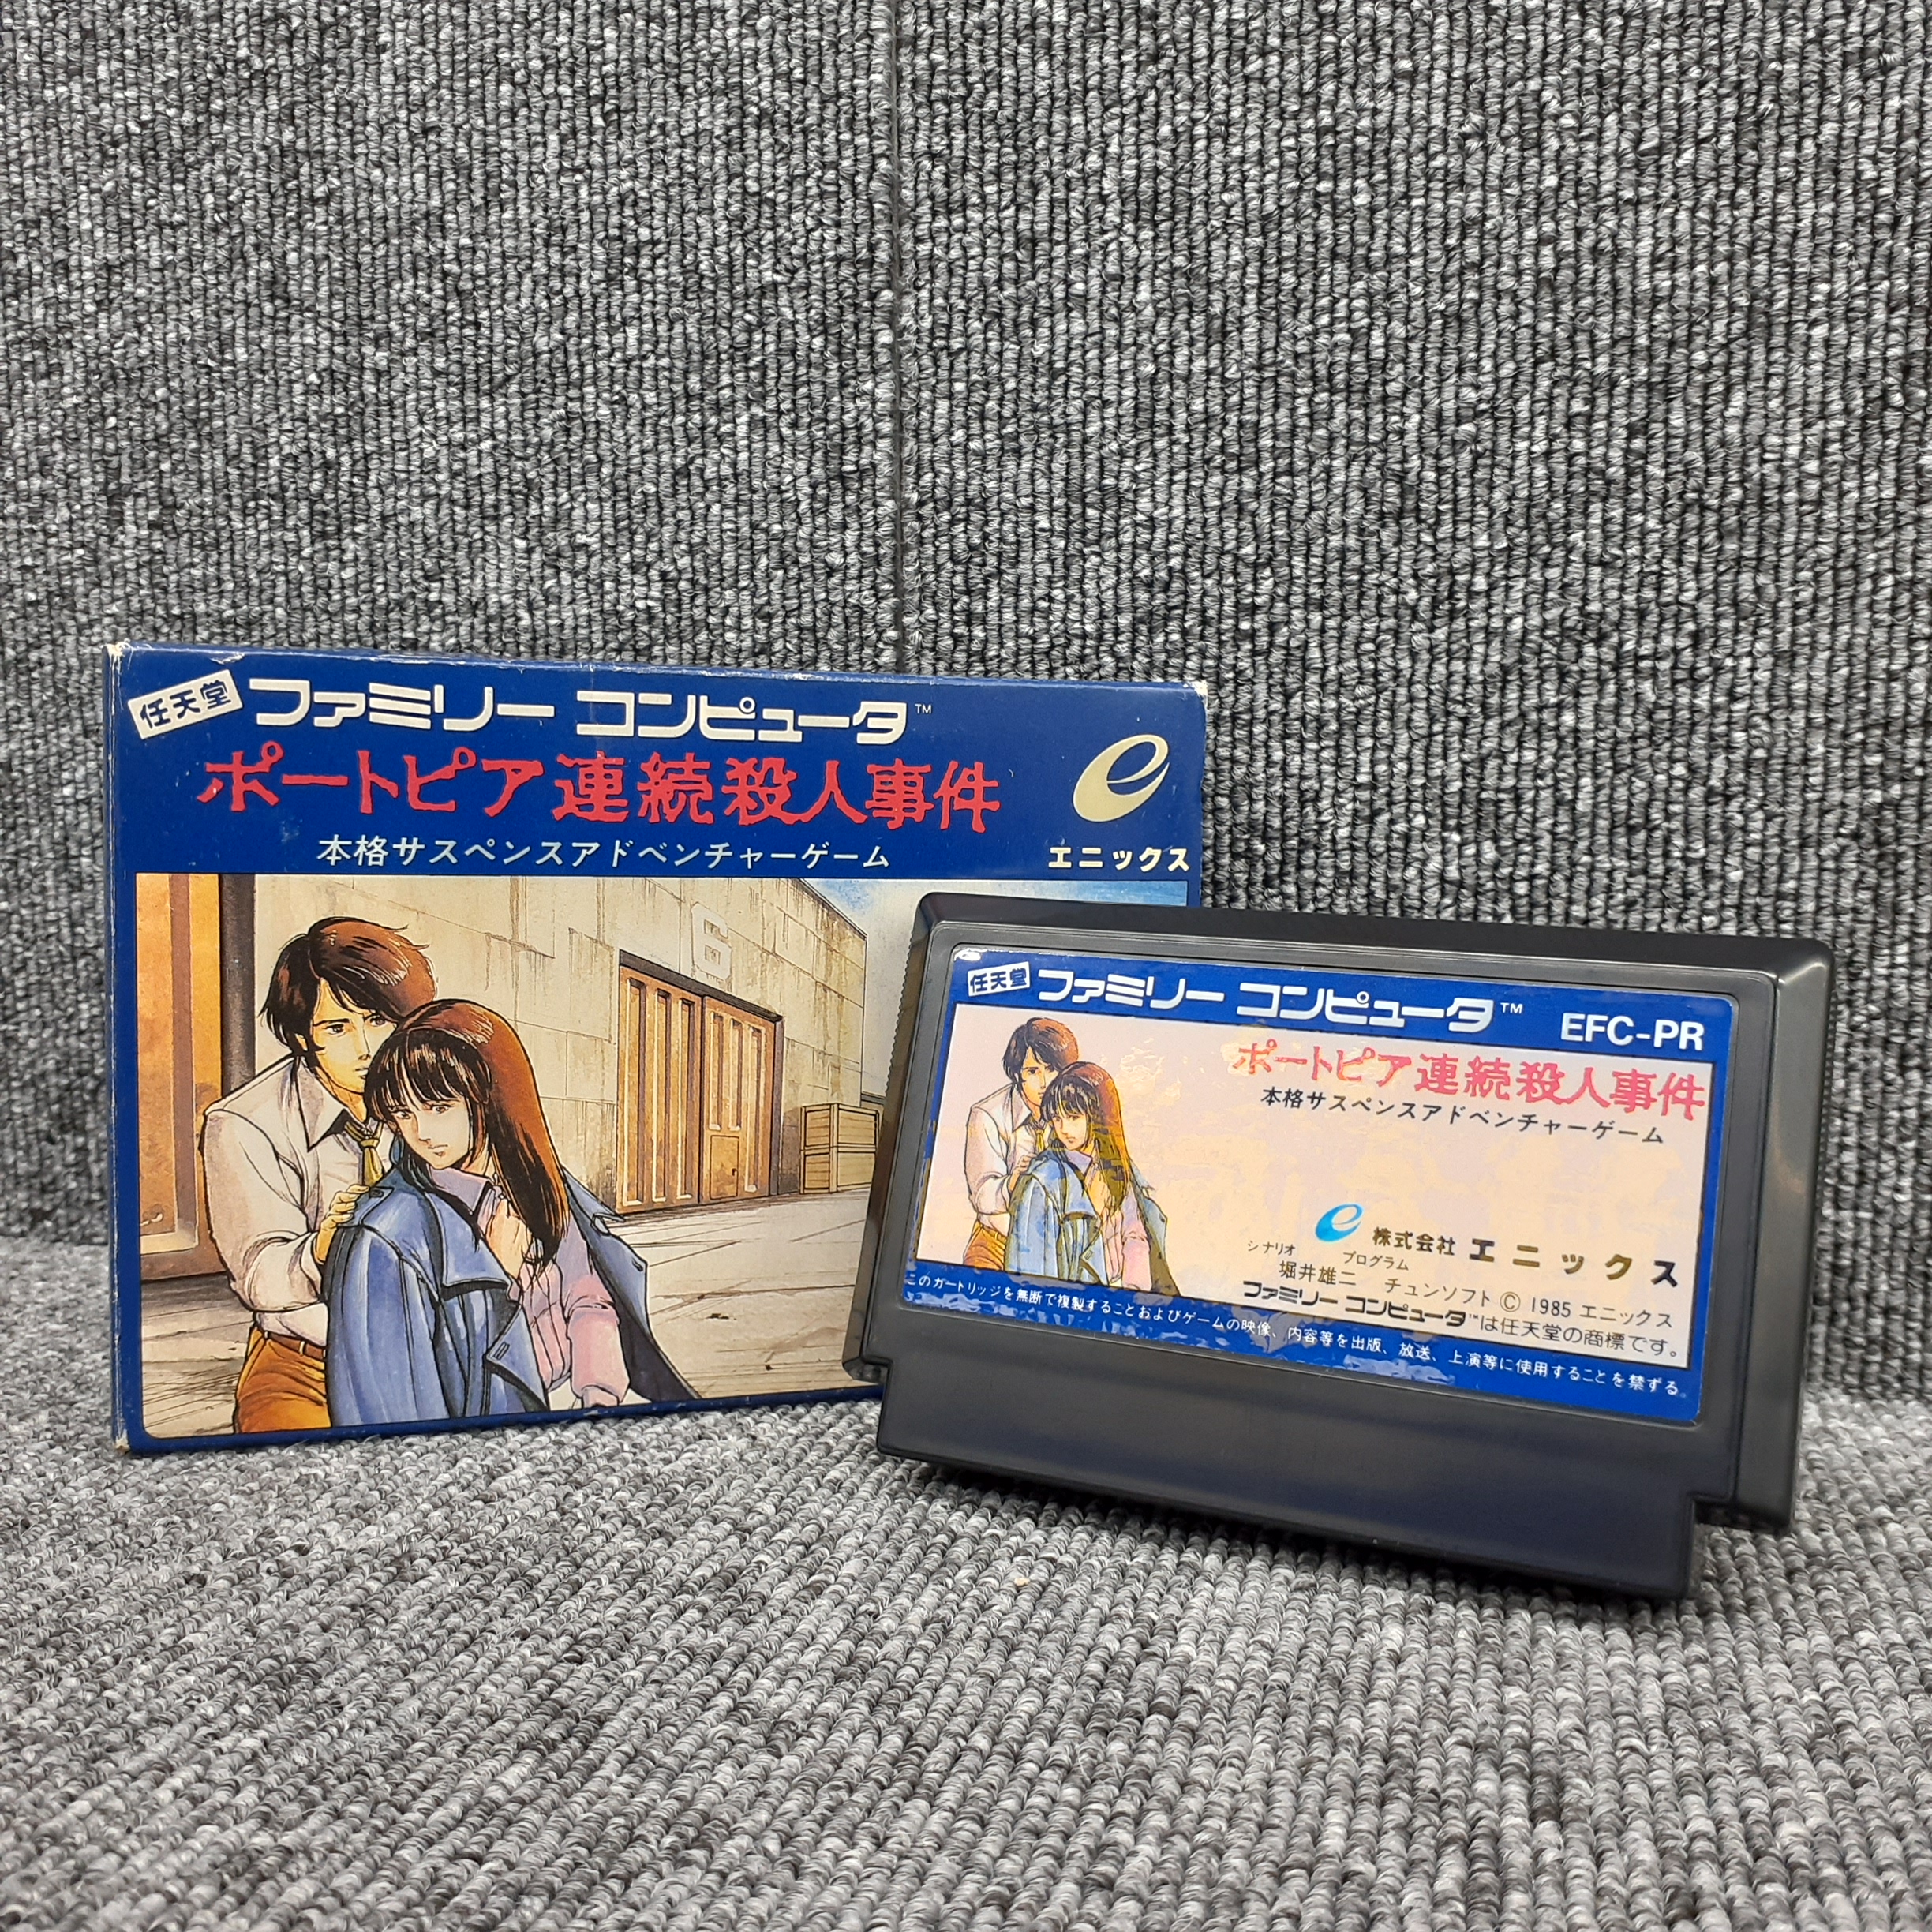 任天堂 ファミリー コンピュータ™
ポートピア連続殺人事件
本格サスペンスアドベンチャーゲーム
e
エニックス
6
任天堂 ファミリー コンピュータ™ EFC-PR
ポートピア連続殺人事件
本格サスペンスアドベンチャーゲーム
e 株式会社 エニックス
シナリオ プログラム
堀井雄二 チュンソフト © 1985 エニックス
ファミリー コンピュータ™は任天堂の商標です。
このカートリッジを無断で複製することおよびゲームの映像、内容等を出版、放送、上演等に使用することを禁ずる。